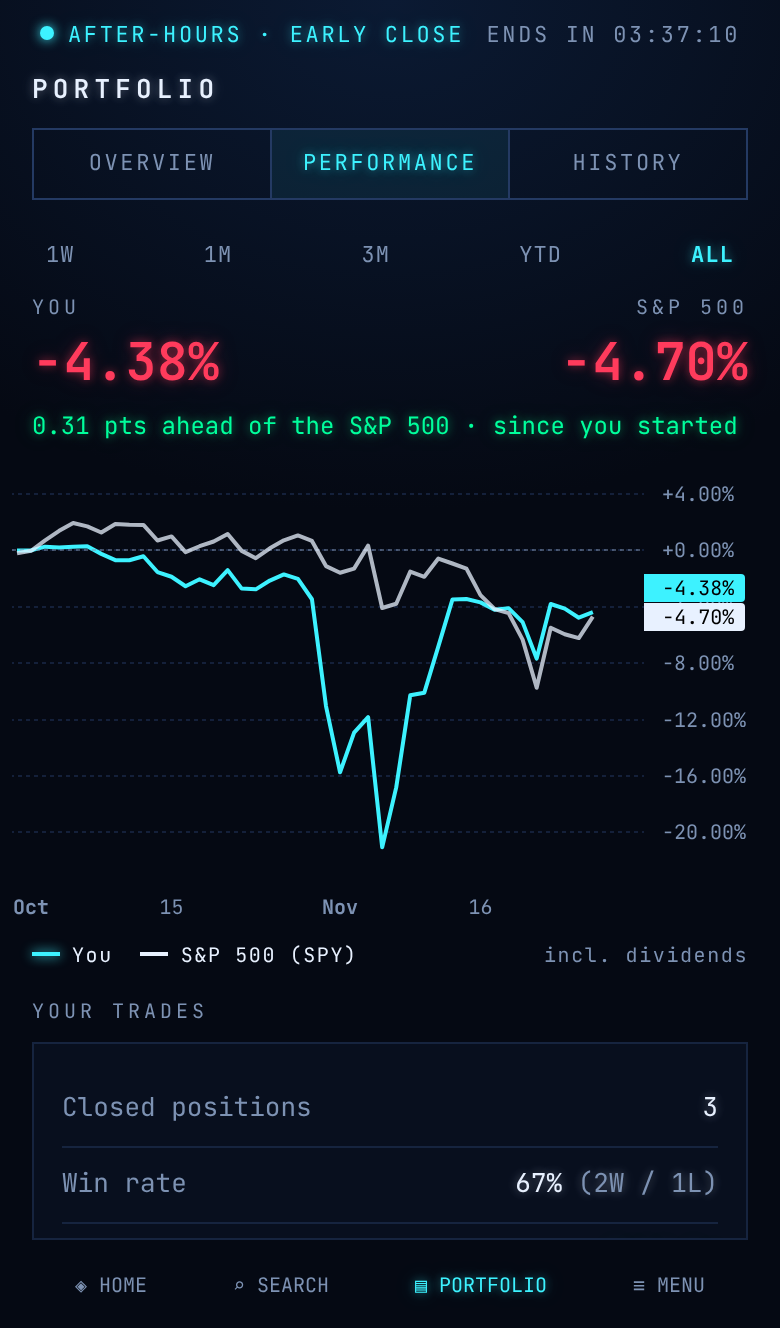 AFTER-HOURS · EARLY CLOSE ENDS IN 03:37:10
PORTFOLIO
OVERVIEW PERFORMANCE HISTORY
1W 1M 3M YTD ALL
YOU S&P 500
-4.38% -4.70%
0.31 pts ahead of the S&P 500 · since you started
+4.00%
+0.00%
-4.38%
-4.70%
-8.00%
-12.00%
-16.00%
-20.00%
Oct 15 Nov 16
You S&P 500 (SPY) incl. dividends
YOUR TRADES
Closed positions 3
Win rate 67% (2W / 1L)
HOME SEARCH PORTFOLIO MENU